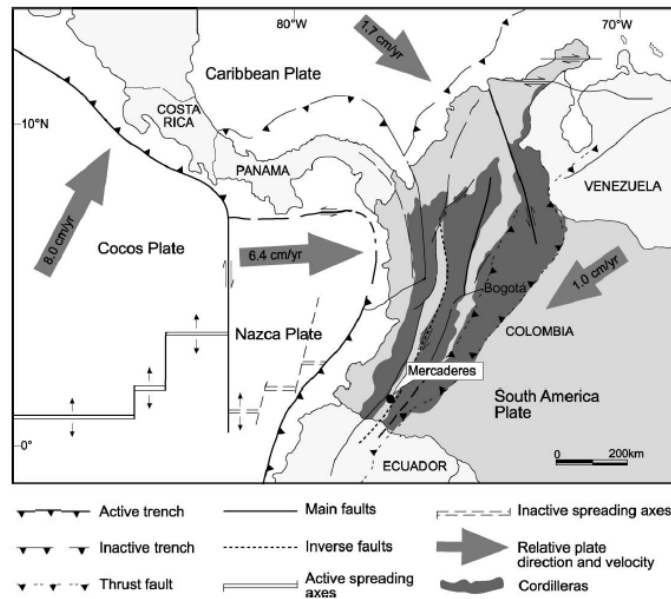 80°W
70°W
1.7 cm/yr
Caribbean Plate
COSTA
RICA
10°N
PANAMA
VENEZUELA
8.0 cm/yr
Cocos Plate
6.4 cm/yr
1.0 cm/yr
Bogotá
Nazca Plate
COLOMBIA
Mercaderes
South America
Plate
0°
ECUADOR
0 200km
Active trench
Main faults
Inactive spreading axes
Inactive trench
Inverse faults
Relative plate
direction and velocity
Thrust fault
Active spreading
axes
Cordilleras